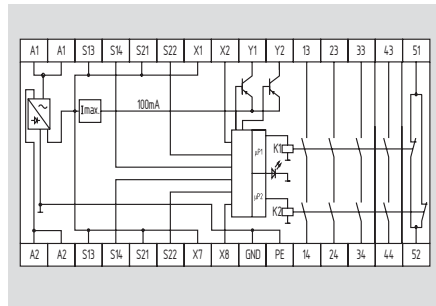 A1 A1 S13 S14 S21 S22 X1 X2 Y1 Y2 13 23 33 43 51
Imax. 100mA
µP1 K1
µP2 K2
A2 A2 S13 S14 S21 S22 X7 X8 GND PE 14 24 34 44 52